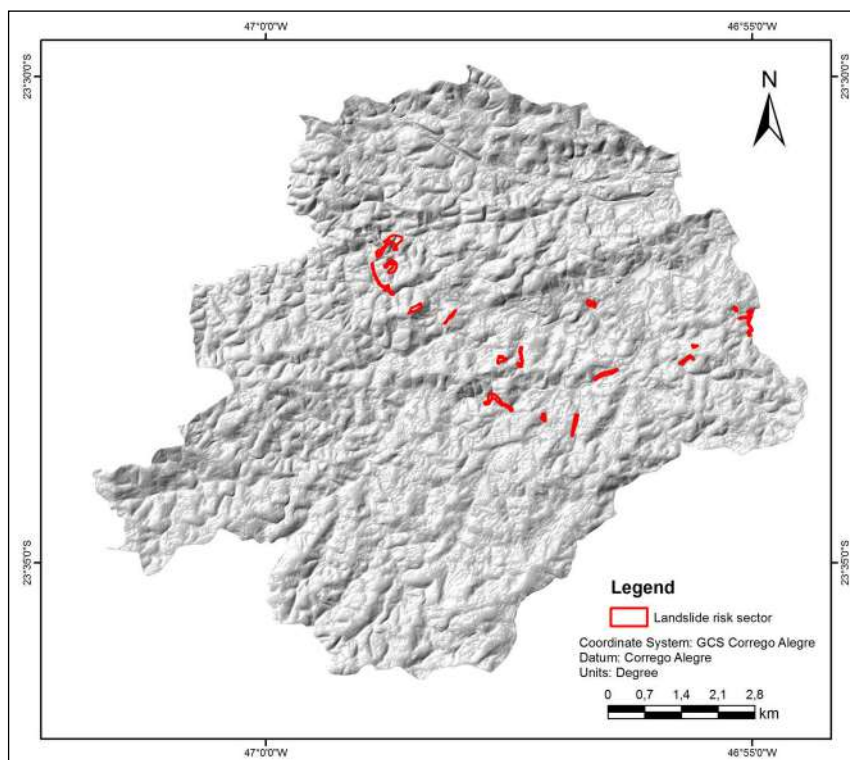 47°0'0"W
46°55'0"W
23°30'0"S
23°30'0"S
N
23°35'0"S
23°35'0"S
Legend
Landslide risk sector
Coordinate System: GCS Corrego Alegre
Datum: Corrego Alegre
Units: Degree
0 0,7 1,4 2,1 2,8
km
47°0'0"W
46°55'0"W